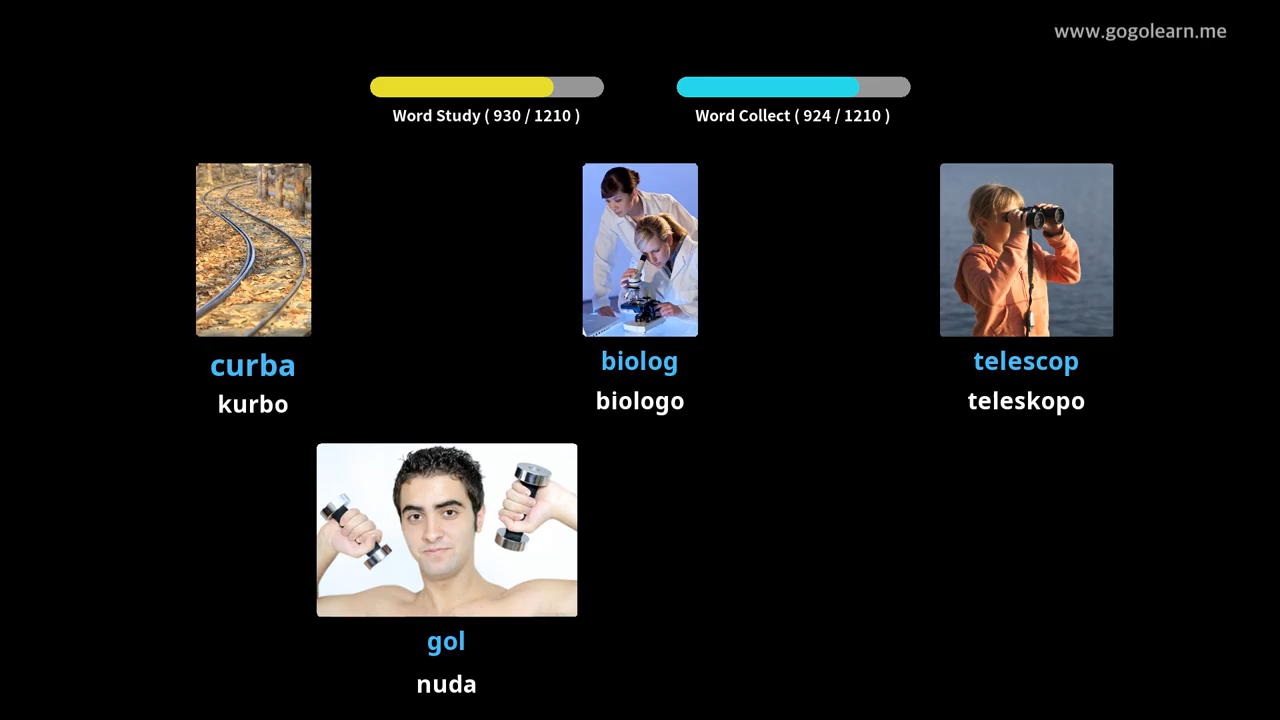 www.gogolearn.me
Word Study ( 930 / 1210 )
Word Collect ( 924 / 1210 )
curba
kurbo
biolog
biologo
telescop
teleskopo
gol
nuda